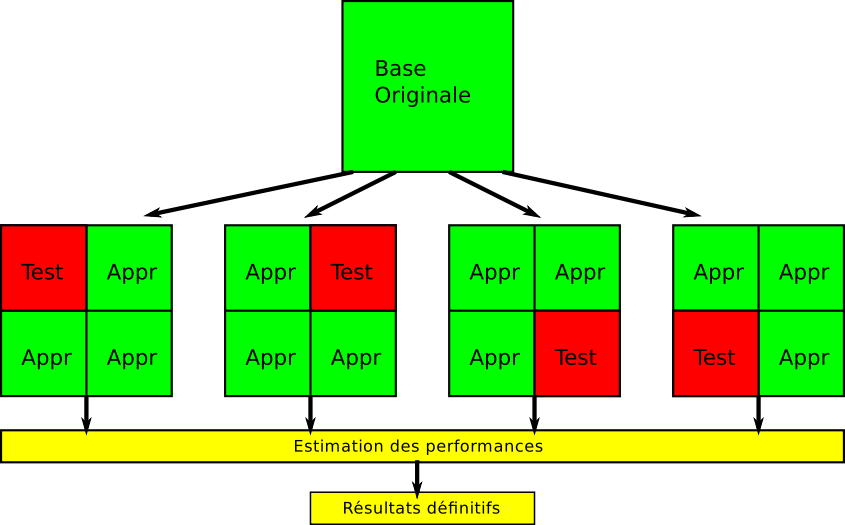 Base
Originale
Test Appr Appr Test Appr Appr Appr Appr
Appr Appr Appr Appr Appr Test Test Appr
Estimation des performances
Résultats définitifs